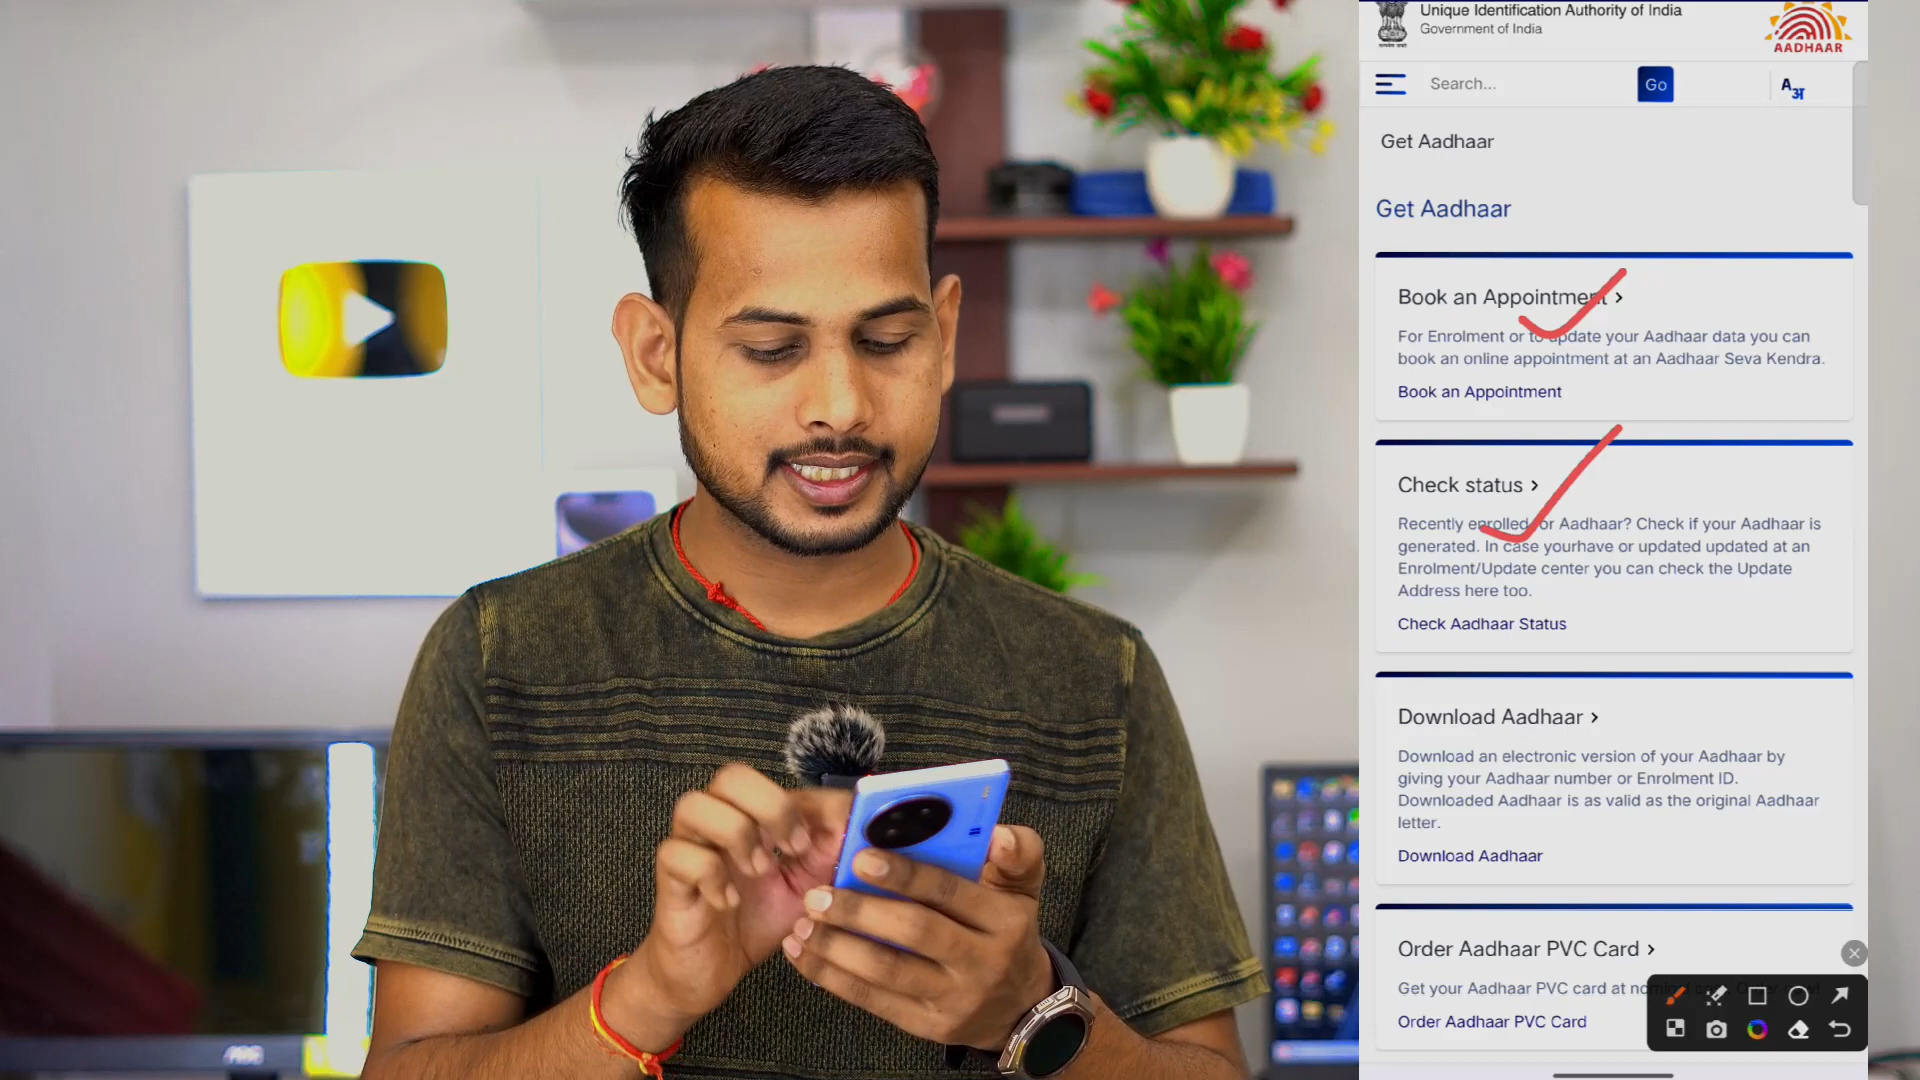 Unique Identification Authority of India
Government of India
AADHAAR
Search...
Go
A अ
Get Aadhaar
Get Aadhaar
Book an Appointment
For Enrolment or to update your Aadhaar data you can
book an online appointment at an Aadhaar Seva Kendra.
Book an Appointment
Check status
Recently enrolled for Aadhaar? Check if your Aadhaar is
generated. In case yourhave or updated updated at an
Enrolment/Update center you can check the Update
Address here too.
Check Aadhaar Status
Download Aadhaar
Download an electronic version of your Aadhaar by
giving your Aadhaar number or Enrolment ID.
Downloaded Aadhaar is as valid as the original Aadhaar
letter.
Download Aadhaar
Order Aadhaar PVC Card
Get your Aadhaar PVC card at
Order Aadhaar PVC Card
AOC